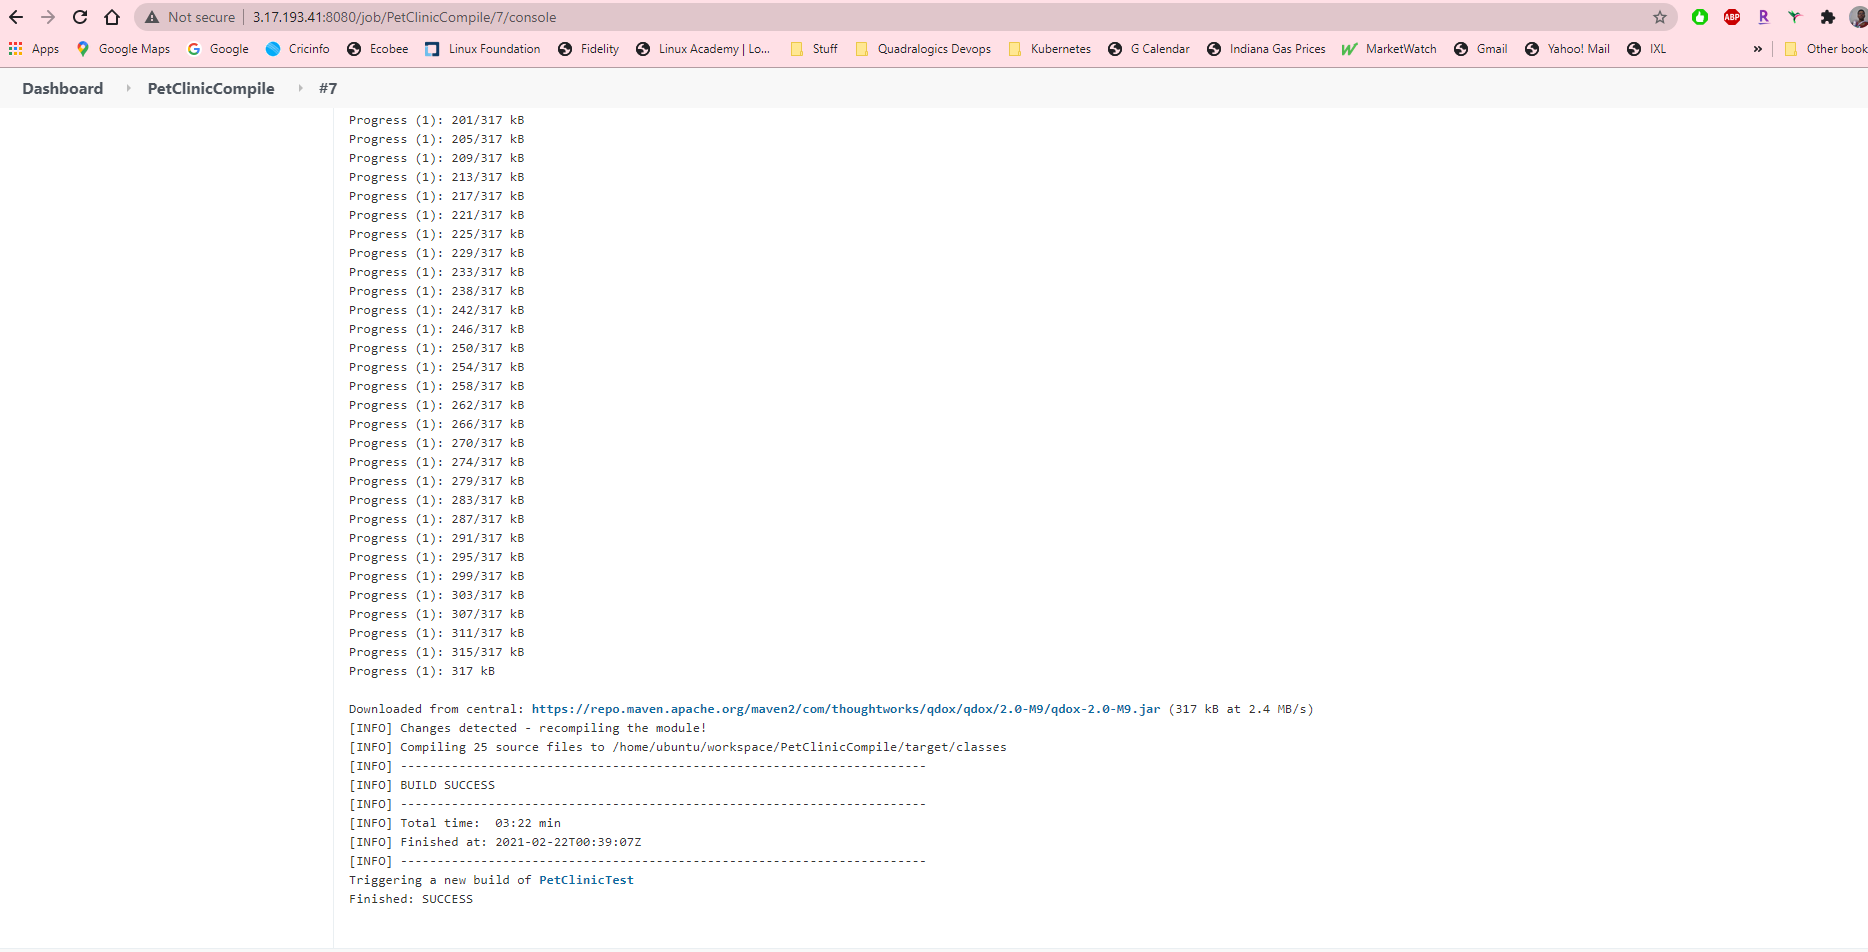 Not secure | 3.17.193.41:8080/job/PetClinicCompile/7/console
ABP R
Apps Google Maps Google Cricinfo Ecobee Linux Foundation Fidelity Linux Academy | Lo... Stuff Quadralogics Devops Kubernetes G Calendar Indiana Gas Prices MarketWatch Gmail Yahoo! Mail IXL » Other book
Dashboard PetClinicCompile #7
Progress (1): 201/317 kB
Progress (1): 205/317 kB
Progress (1): 209/317 kB
Progress (1): 213/317 kB
Progress (1): 217/317 kB
Progress (1): 221/317 kB
Progress (1): 225/317 kB
Progress (1): 229/317 kB
Progress (1): 233/317 kB
Progress (1): 238/317 kB
Progress (1): 242/317 kB
Progress (1): 246/317 kB
Progress (1): 250/317 kB
Progress (1): 254/317 kB
Progress (1): 258/317 kB
Progress (1): 262/317 kB
Progress (1): 266/317 kB
Progress (1): 270/317 kB
Progress (1): 274/317 kB
Progress (1): 279/317 kB
Progress (1): 283/317 kB
Progress (1): 287/317 kB
Progress (1): 291/317 kB
Progress (1): 295/317 kB
Progress (1): 299/317 kB
Progress (1): 303/317 kB
Progress (1): 307/317 kB
Progress (1): 311/317 kB
Progress (1): 315/317 kB
Progress (1): 317 kB
Downloaded from central: https://repo.maven.apache.org/maven2/com/thoughtworks/qdox/qdox/2.0-M9/qdox-2.0-M9.jar (317 kB at 2.4 MB/s)
[INFO] Changes detected - recompiling the module!
[INFO] Compiling 25 source files to /home/ubuntu/workspace/PetClinicCompile/target/classes
[INFO] ------------------------------------------------------------------------
[INFO] BUILD SUCCESS
[INFO] ------------------------------------------------------------------------
[INFO] Total time:  03:22 min
[INFO] Finished at: 2021-02-22T00:39:07Z
[INFO] ------------------------------------------------------------------------
Triggering a new build of PetClinicTest
Finished: SUCCESS